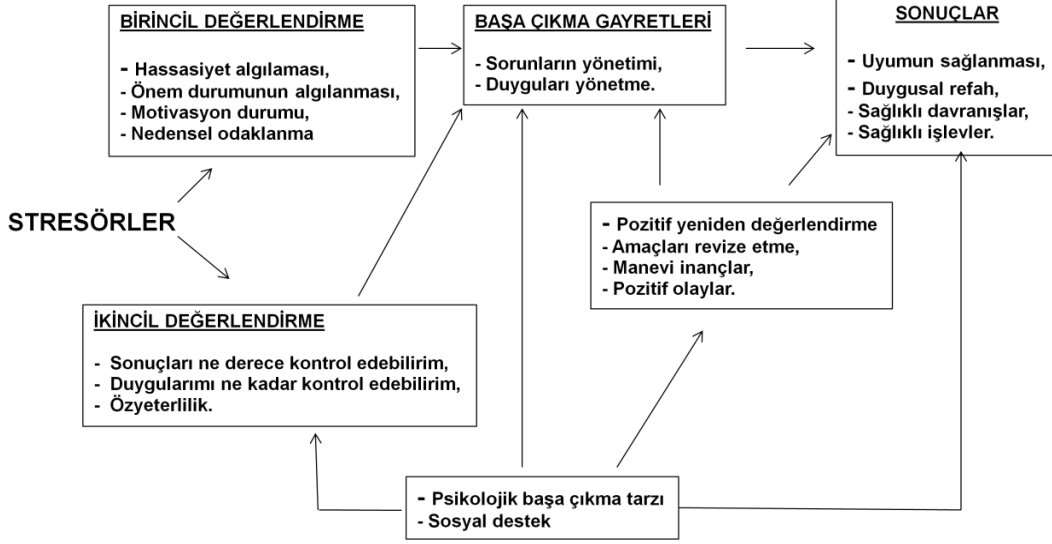 BİRİNCİL DEĞERLENDİRME
- Hassasiyet algılaması,
- Önem durumunun algılanması,
- Motivasyon durumu,
- Nedensel odaklanma
BAŞA ÇIKMA GAYRETLERİ
- Sorunların yönetimi,
- Duyguları yönetme.
SONUÇLAR
- Uyumun sağlanması,
- Duygusal refah,
- Sağlıklı davranışlar,
- Sağlıklı işlevler.
STRESÖRLER
- Pozitif yeniden değerlendirme
- Amaçları revize etme,
- Manevi inançlar,
- Pozitif olaylar.
İKİNCİL DEĞERLENDİRME
- Sonuçları ne derece kontrol edebilirim,
- Duygularımı ne kadar kontrol edebilirim,
- Özyeterlilik.
- Psikolojik başa çıkma tarzı
- Sosyal destek